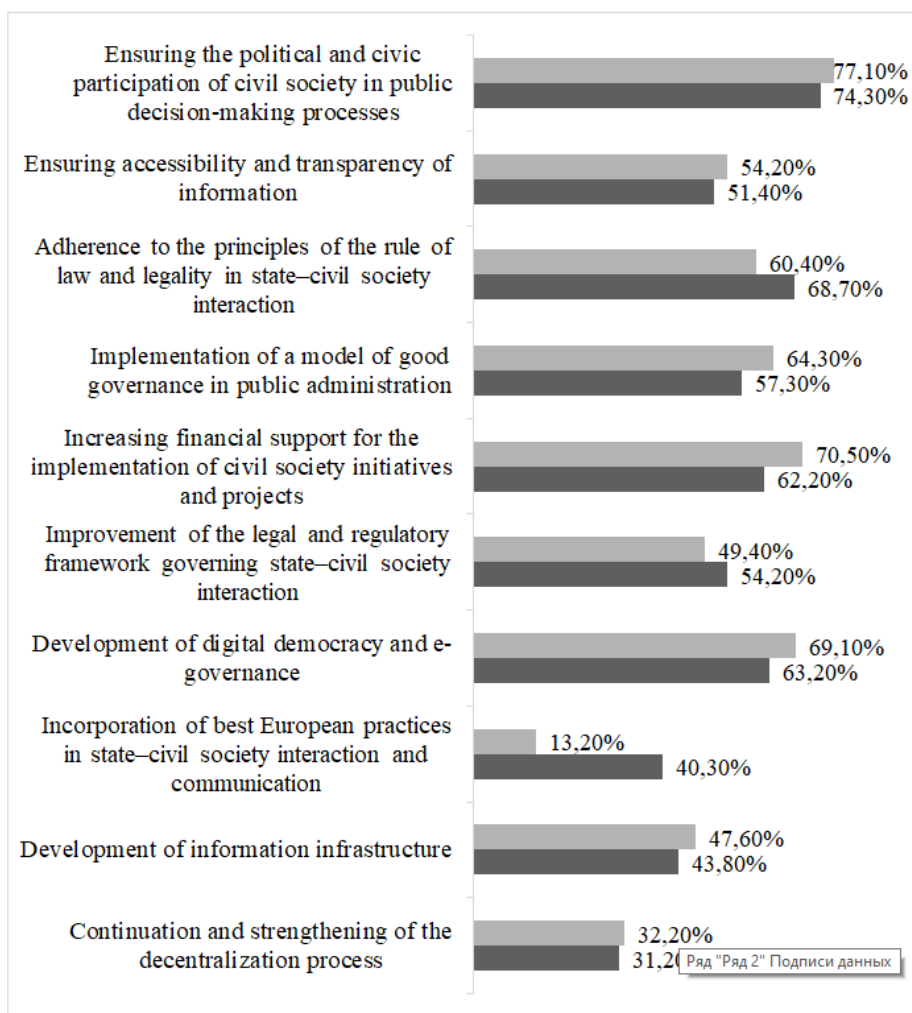 Ensuring the political and civic
participation of civil society in public
decision-making processes
77,10%
74,30%
Ensuring accessibility and transparency of
information
54,20%
51,40%
Adherence to the principles of the rule of
law and legality in state–civil society
interaction
60,40%
68,70%
Implementation of a model of good
governance in public administration
64,30%
57,30%
Increasing financial support for the
implementation of civil society initiatives
and projects
70,50%
62,20%
Improvement of the legal and regulatory
framework governing state–civil society
interaction
49,40%
54,20%
Development of digital democracy and e-
governance
69,10%
63,20%
Incorporation of best European practices
in state–civil society interaction and
communication
13,20%
40,30%
Development of information infrastructure
47,60%
43,80%
Continuation and strengthening of the
decentralization process
32,20%
31,20
Ряд "Ряд 2" Подписи данных